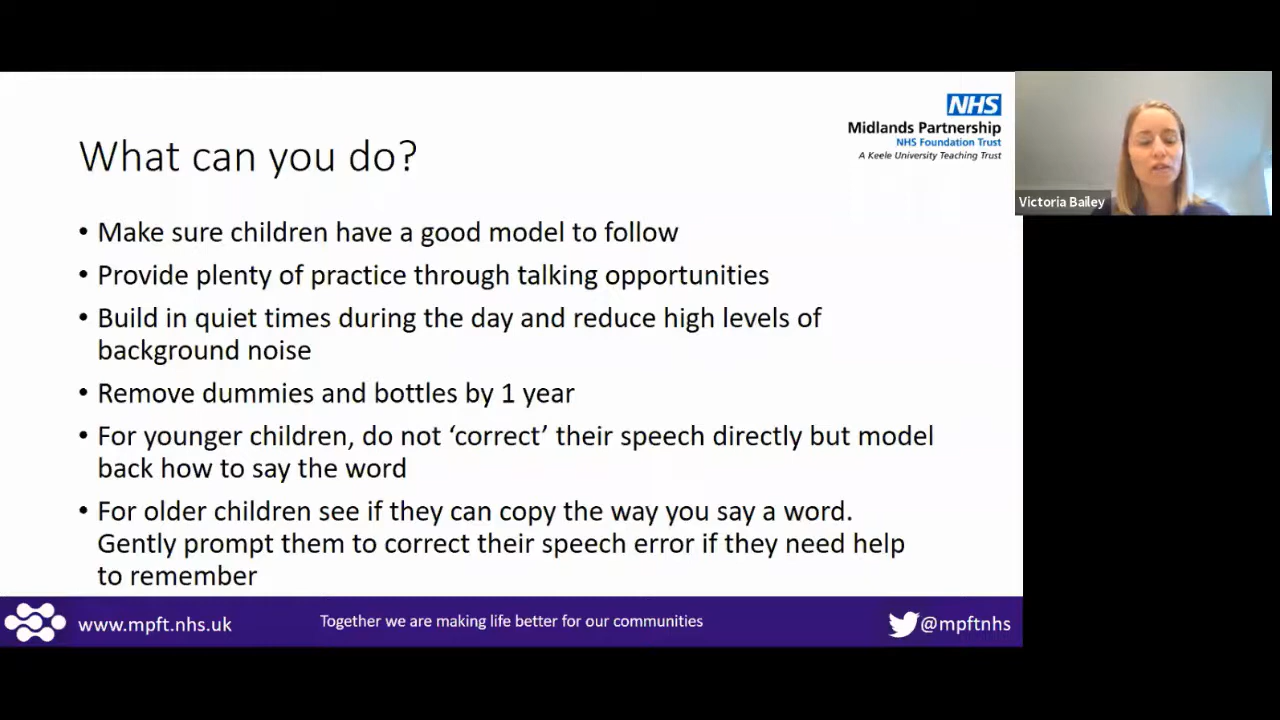 NHS
Midlands Partnership
NHS Foundation Trust
A Keele University Teaching Trust
What can you do?
• Make sure children have a good model to follow
• Provide plenty of practice through talking opportunities
• Build in quiet times during the day and reduce high levels of
background noise
• Remove dummies and bottles by 1 year
• For younger children, do not ‘correct’ their speech directly but model
back how to say the word
• For older children see if they can copy the way you say a word.
Gently prompt them to correct their speech error if they need help
to remember
Victoria Bailey
www.mpft.nhs.uk
Together we are making life better for our communities
@mpftnhs